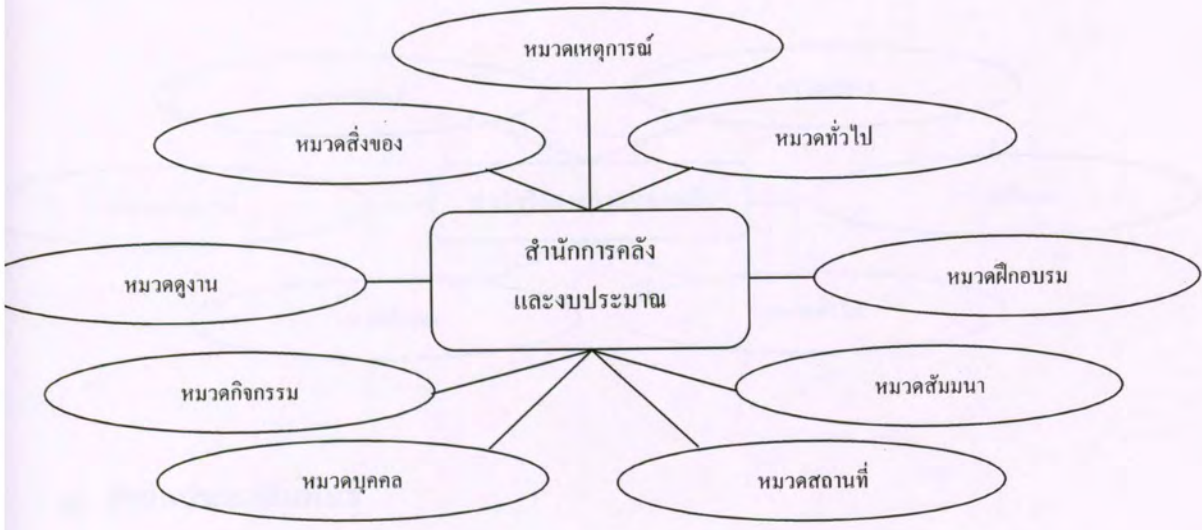 หมวดเหตุการณ์
หมวดสิ่งของ
หมวดทั่วไป
สำนักการคลัง
และงบประมาณ
หมวดดูงาน
หมวดฝึกอบรม
หมวดกิจกรรม
หมวดสัมมนา
หมวดบุคคล
หมวดสถานที่